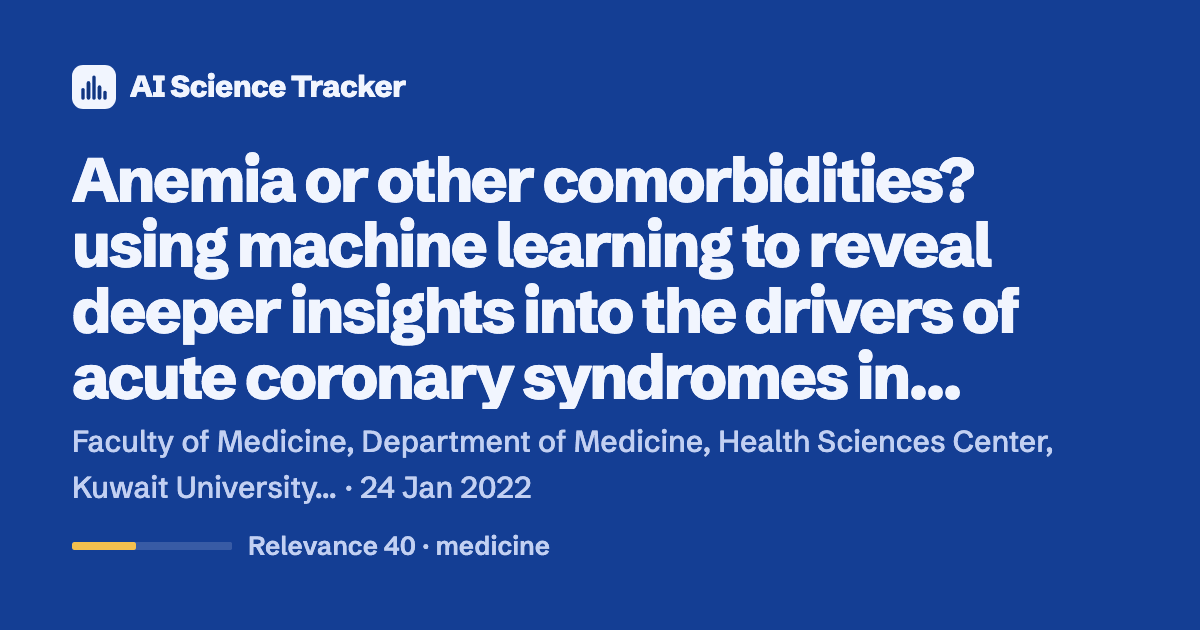 AI Science Tracker
Anemia or other comorbidities?
using machine learning to reveal
deeper insights into the drivers of
acute coronary syndromes in...
Faculty of Medicine, Department of Medicine, Health Sciences Center,
Kuwait University... · 24 Jan 2022
Relevance 40 · medicine